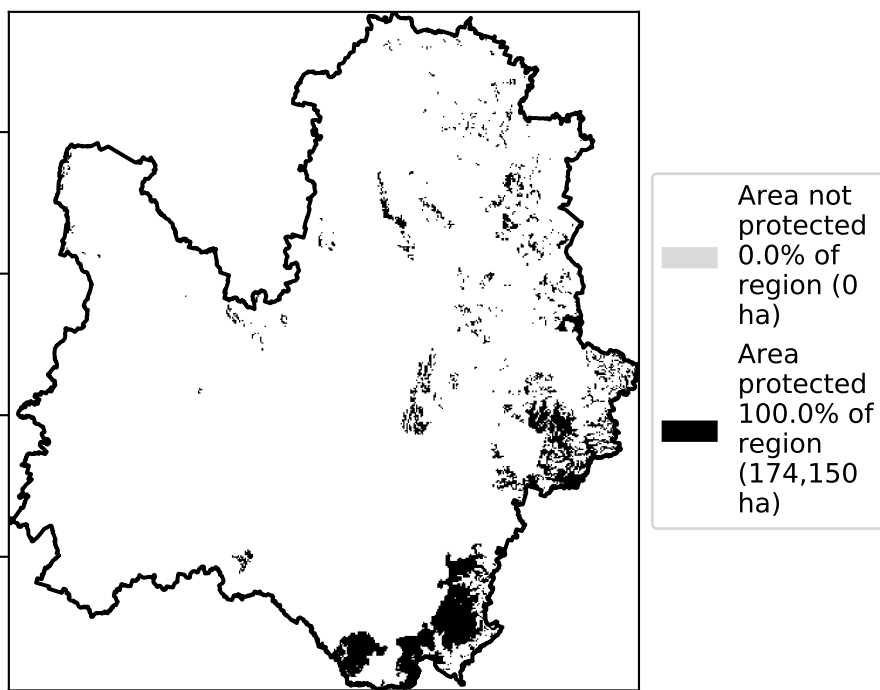 Area not
protected
0.0% of
region (0
ha)
Area
protected
100.0% of
region
(174,150
ha)